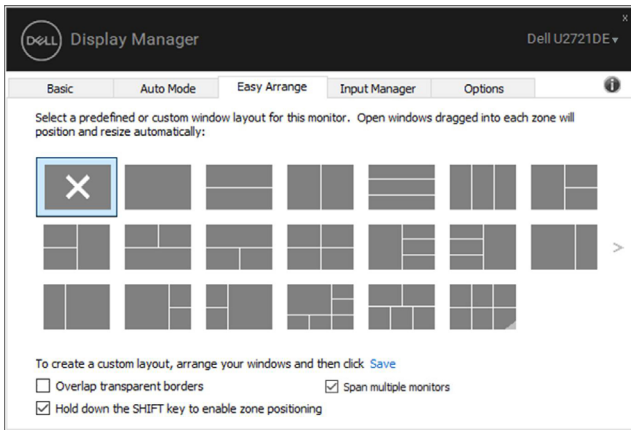 DELL Display Manager
x
Dell U2721DE
Basic Auto Mode Easy Arrange Input Manager Options
Select a predefined or custom window layout for this monitor. Open windows dragged into each zone will
position and resize automatically:
To create a custom layout, arrange your windows and then click Save
Overlap transparent borders Span multiple monitors
Hold down the SHIFT key to enable zone positioning